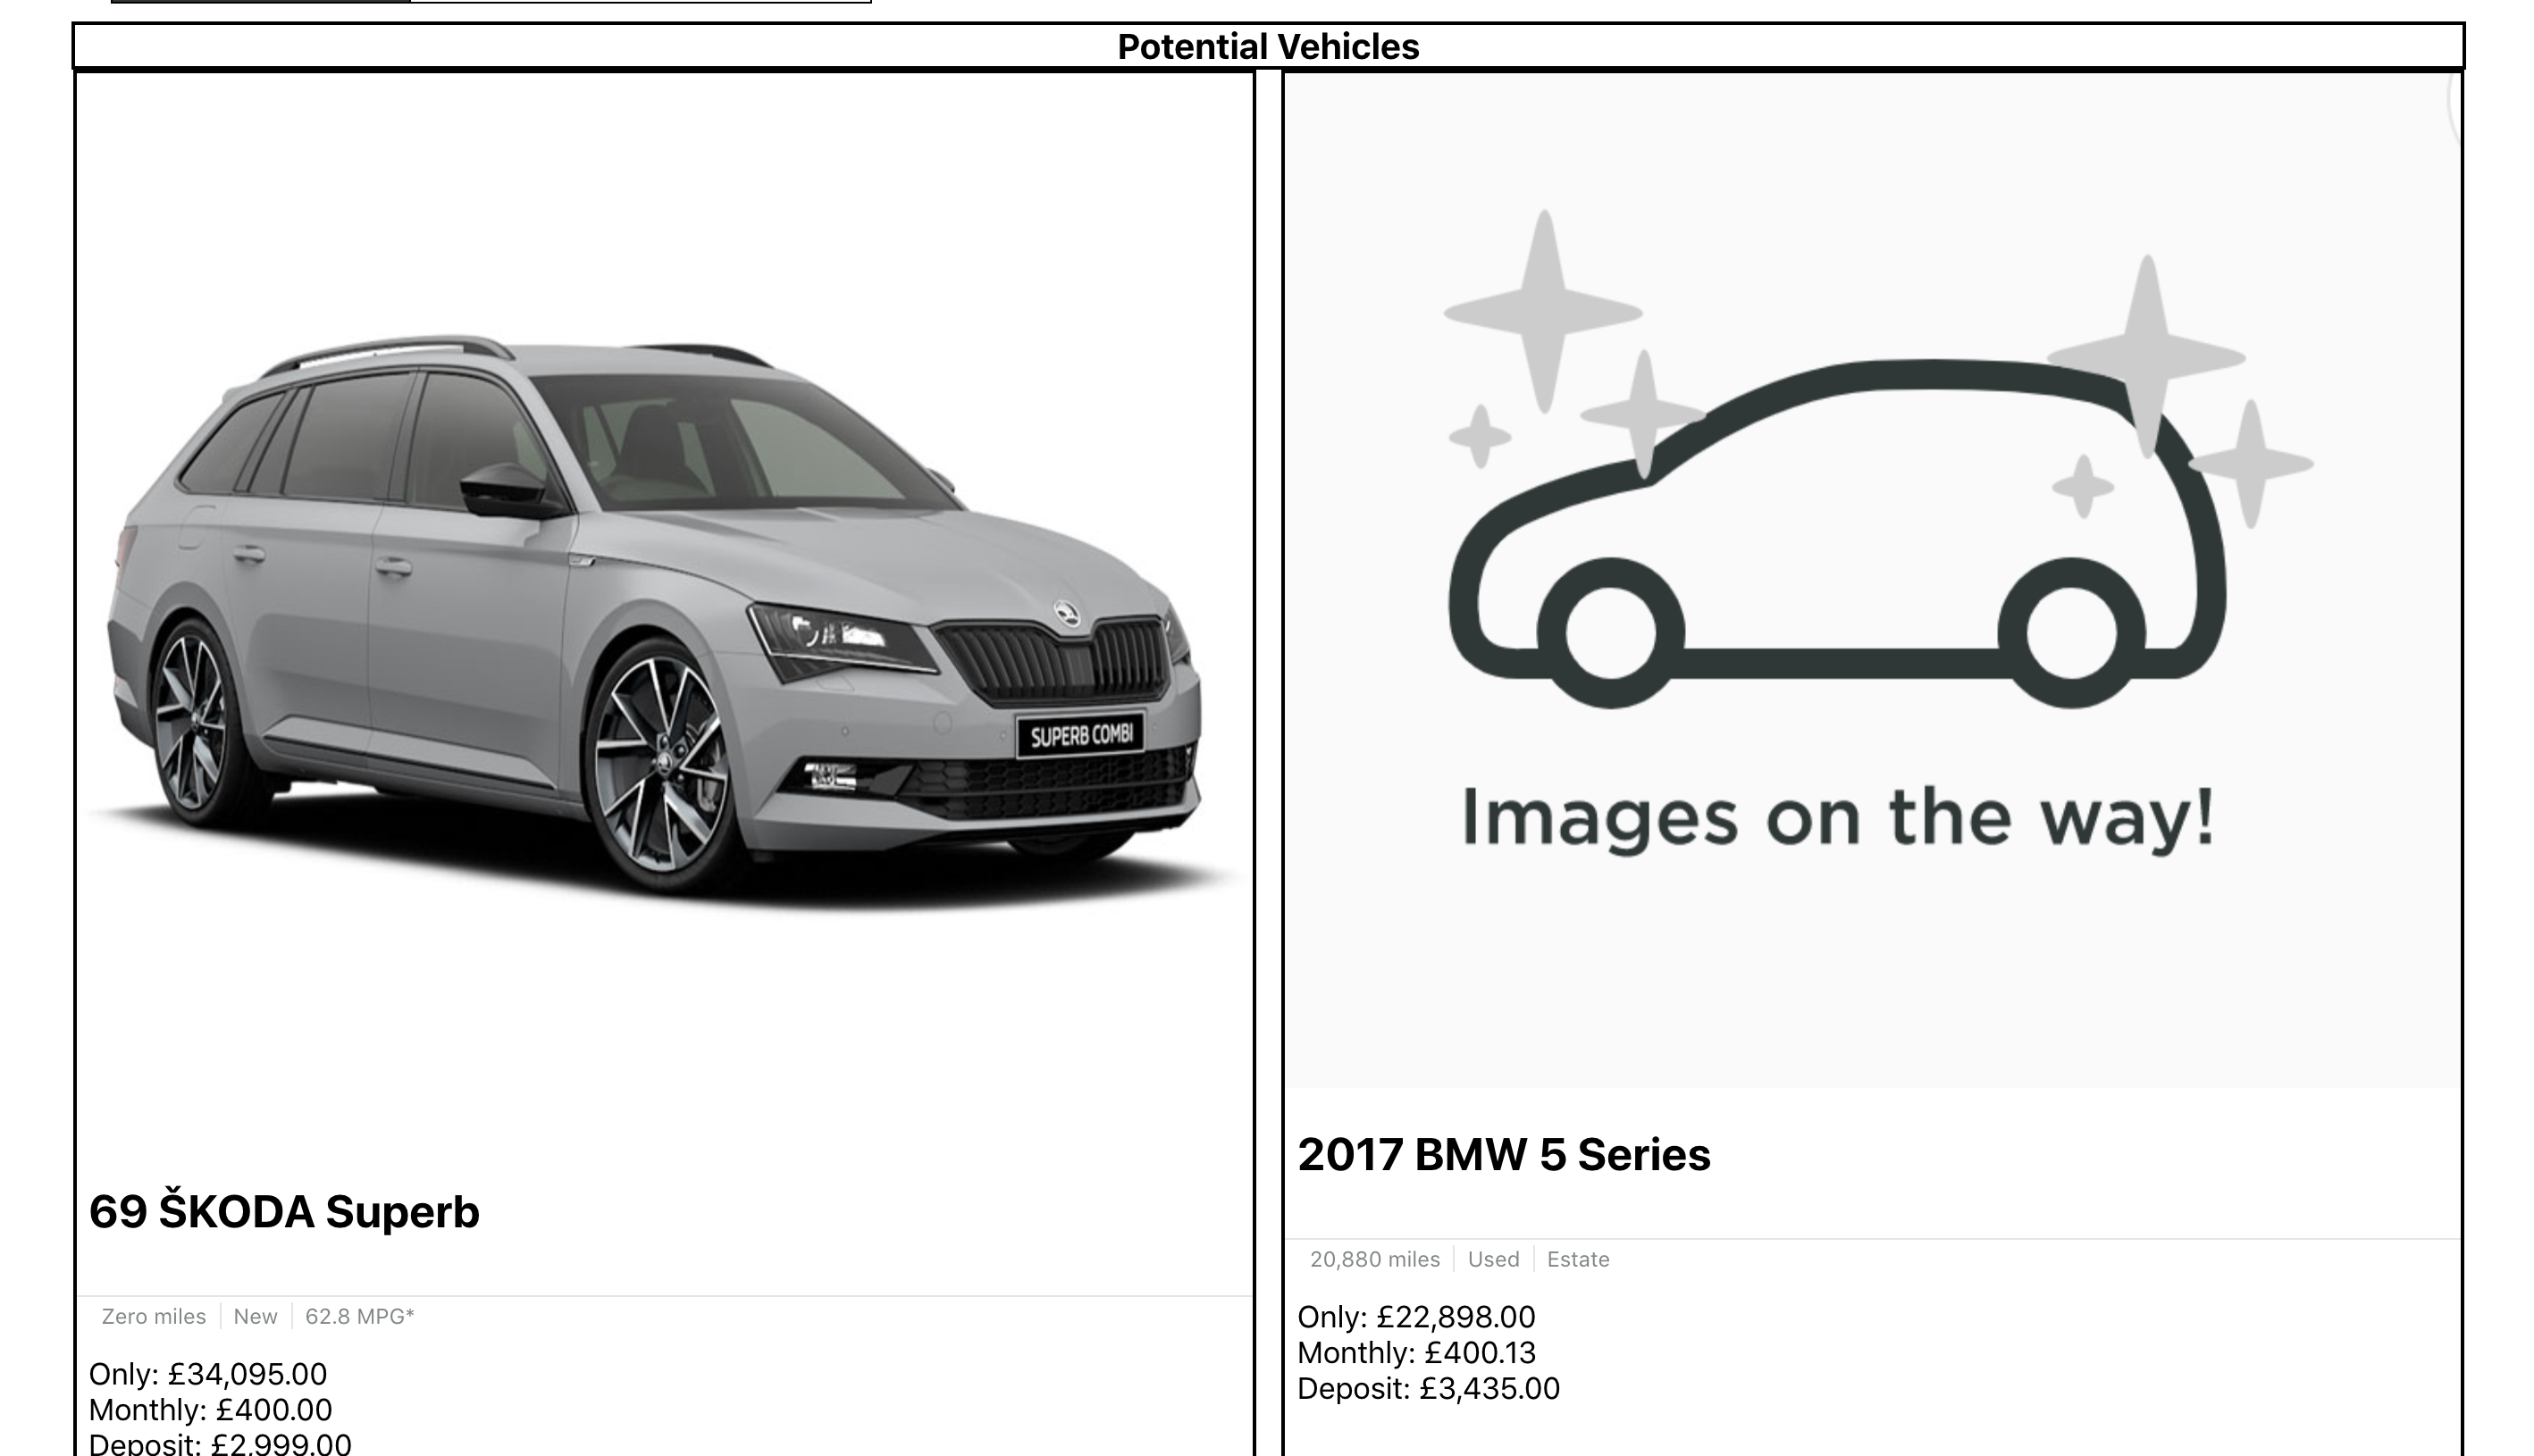 Potential Vehicles
SUPERB COMBI
69 ŠKODA Superb
Zero miles New 62.8 MPG*
Only: £34,095.00
Monthly: £400.00
Deposit: £2,999.00
Images on the way!
2017 BMW 5 Series
20,880 miles Used Estate
Only: £22,898.00
Monthly: £400.13
Deposit: £3,435.00